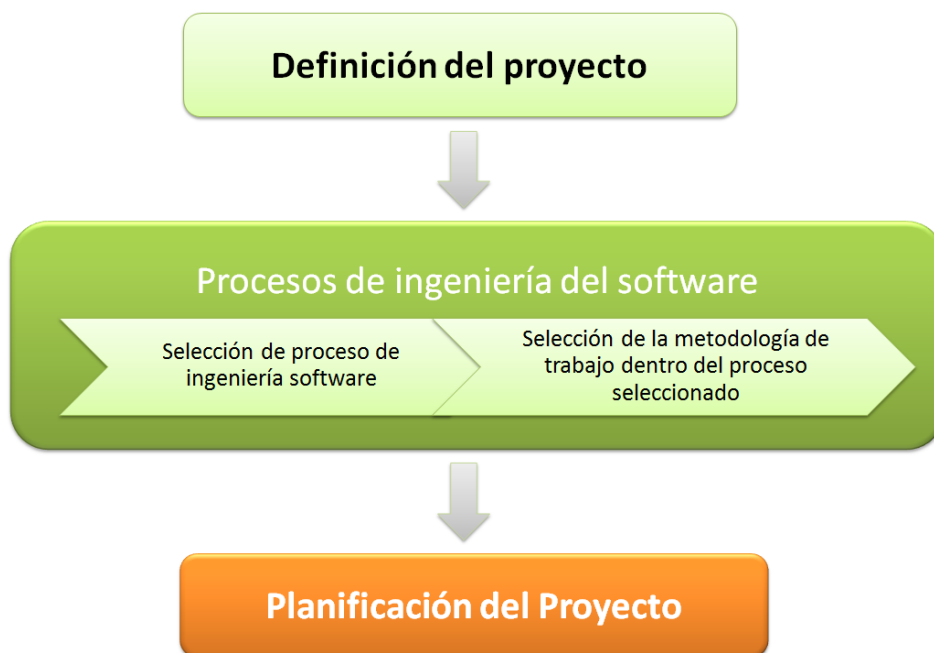 Definición del proyecto
Procesos de ingeniería del software
Selección de proceso de
ingeniería software
Selección de la metodología de
trabajo dentro del proceso
seleccionado
Planificación del Proyecto